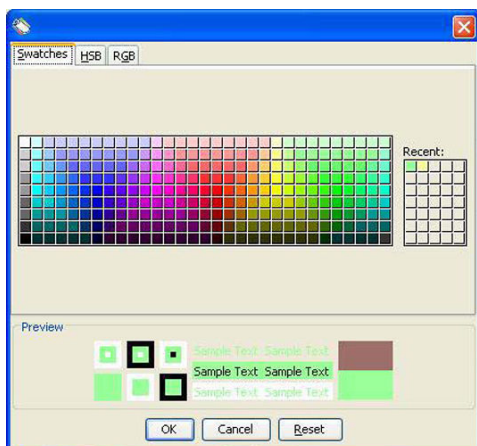 Swatches HSB RGB
Recent:
Preview
Sample Text Sample Text
Sample Text Sample Text
Sample Text Sample Text
OK Cancel Reset